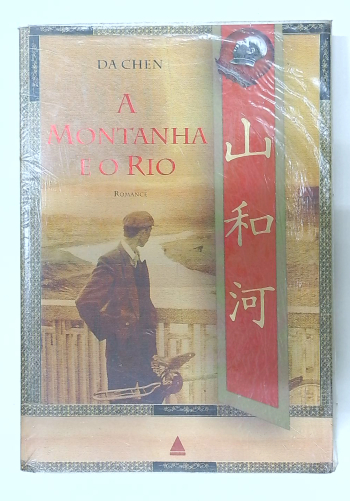 DA CHEN
A
MONTANHA
E O RIO
ROMANCE
山和河